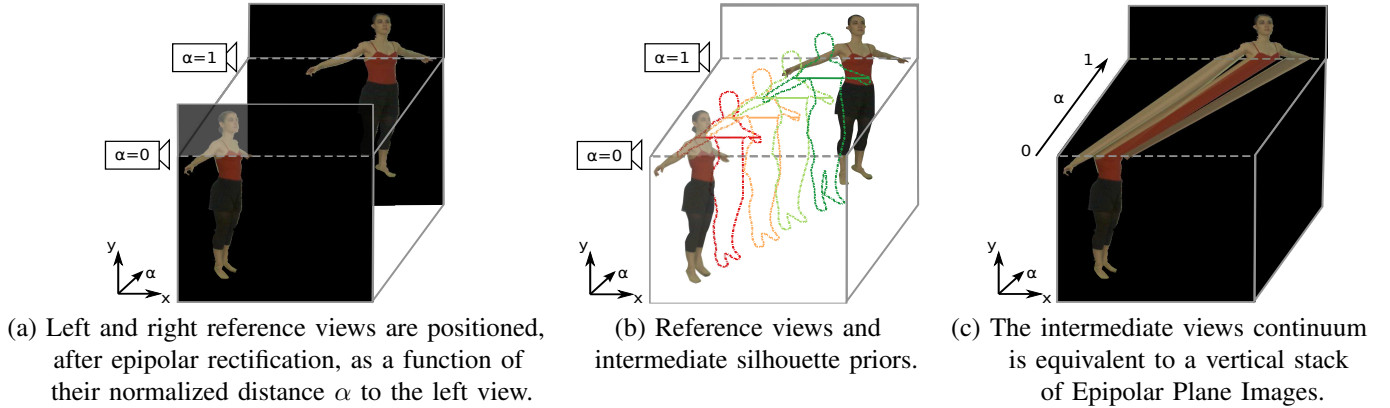 α=1
α=0
y
α
x
(a) Left and right reference views are positioned,
after epipolar rectification, as a function of
their normalized distance α to the left view.
α=1
α=0
y
α
x
(b) Reference views and
intermediate silhouette priors.
1
α
0
y
α
x
(c) The intermediate views continuum
is equivalent to a vertical stack
of Epipolar Plane Images.